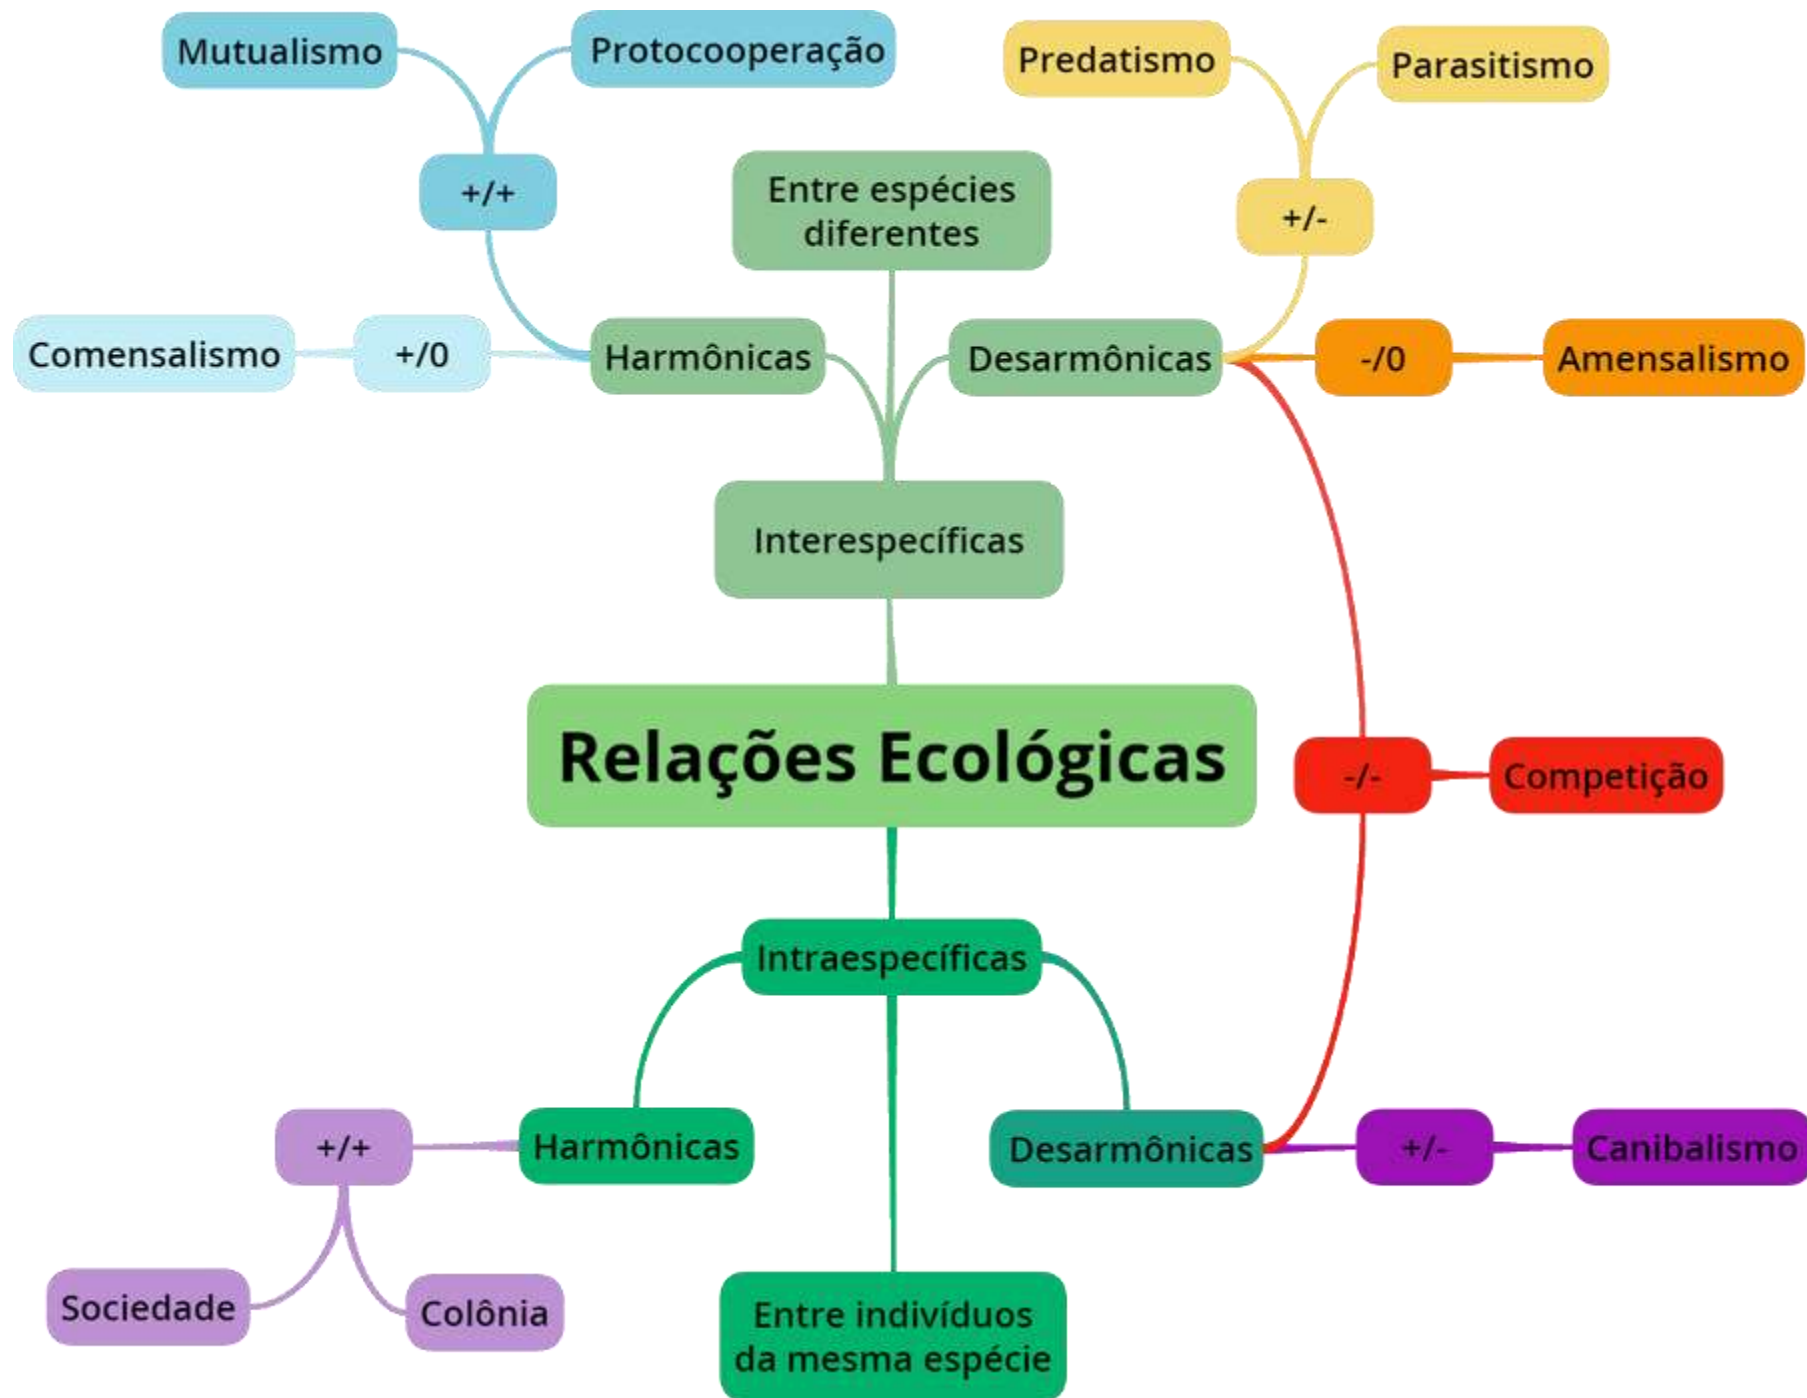 Mutualismo
Protocooperação
Predatismo
Parasitismo
+/+
Entre espécies
diferentes
+/-
Comensalismo
+/0
Harmônicas
Desarmônicas
-/0
Amensalismo
Interespecíficas
Relações Ecológicas
-/-
Competição
Intraespecíficas
+/+
Harmônicas
Desarmônicas
+/-
Canibalismo
Sociedade
Colônia
Entre indivíduos
da mesma espécie